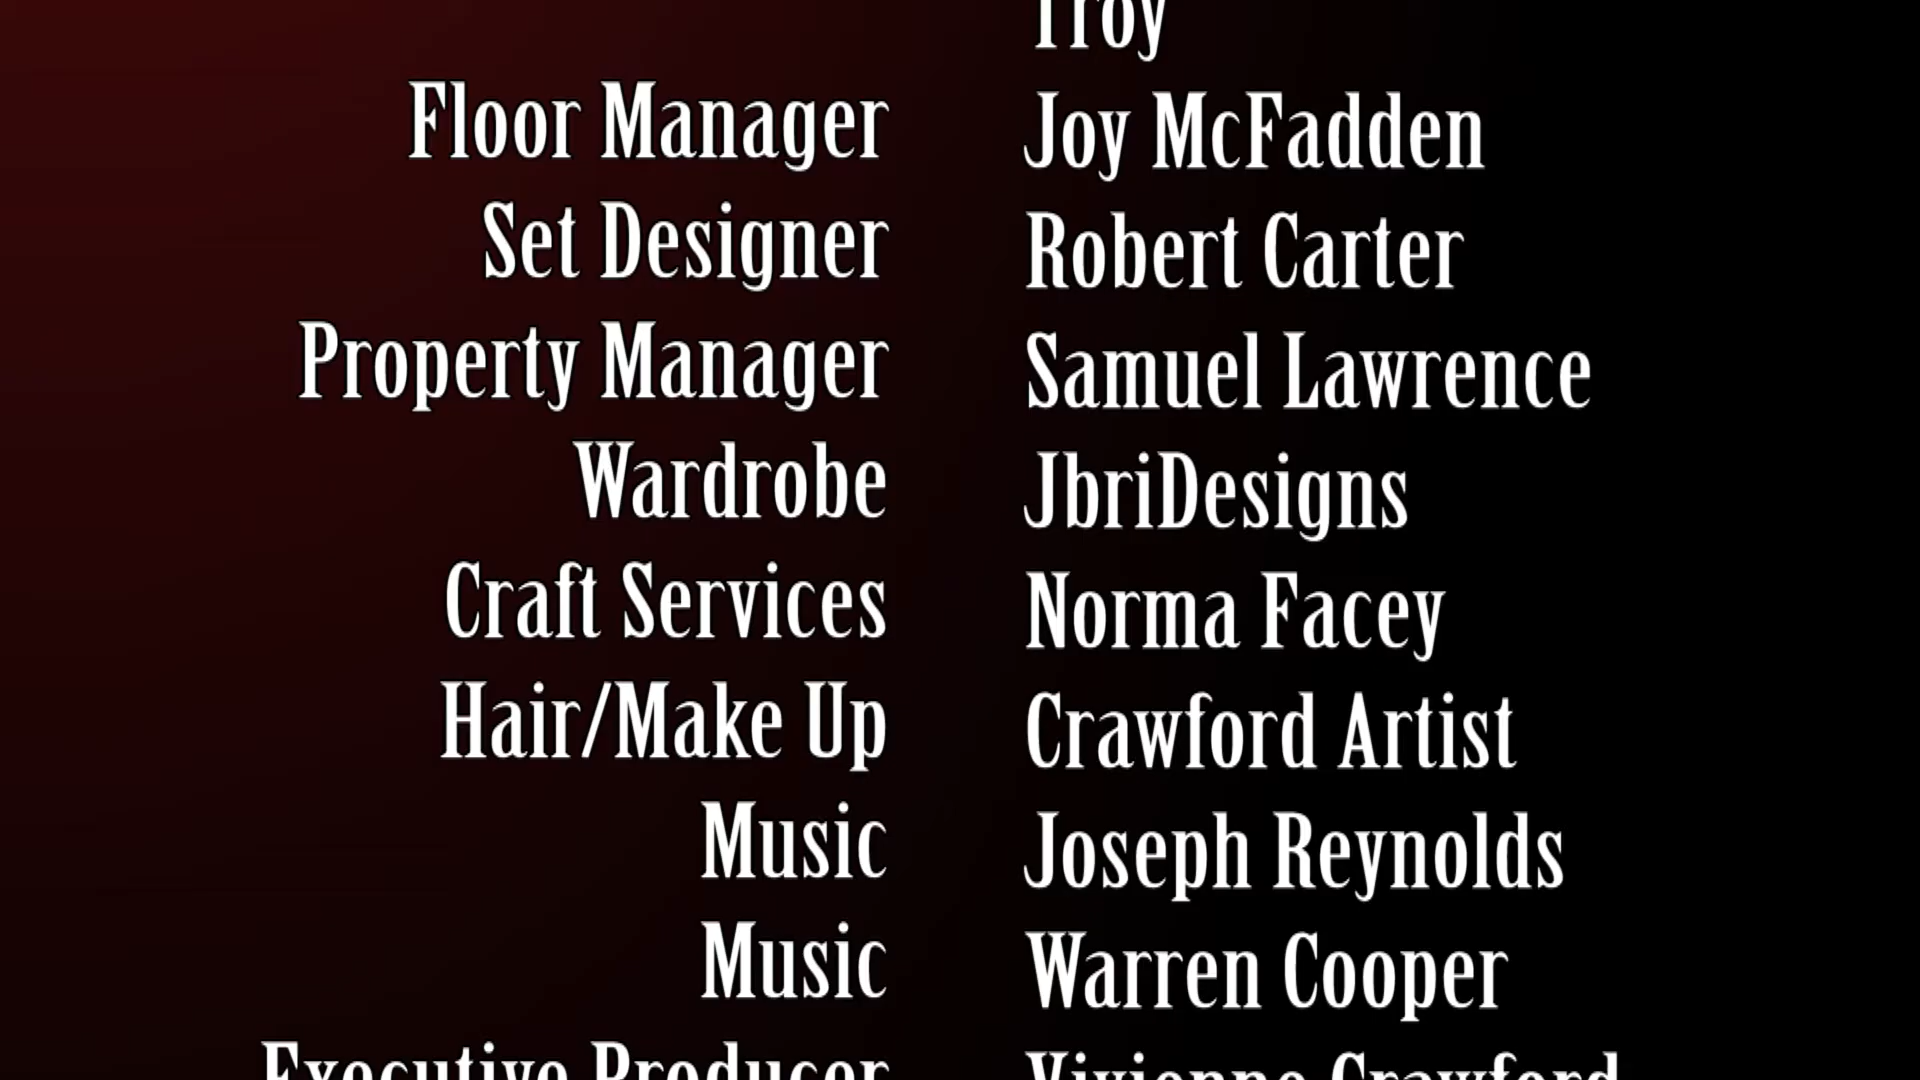 Troy
Floor Manager Joy McFadden
Set Designer Robert Carter
Property Manager Samuel Lawrence
Wardrobe JbriDesigns
Craft Services Norma Facey
Hair/Make Up Crawford Artist
Music Joseph Reynolds
Music Warren Cooper
Executive Producer Vivienne Crawford